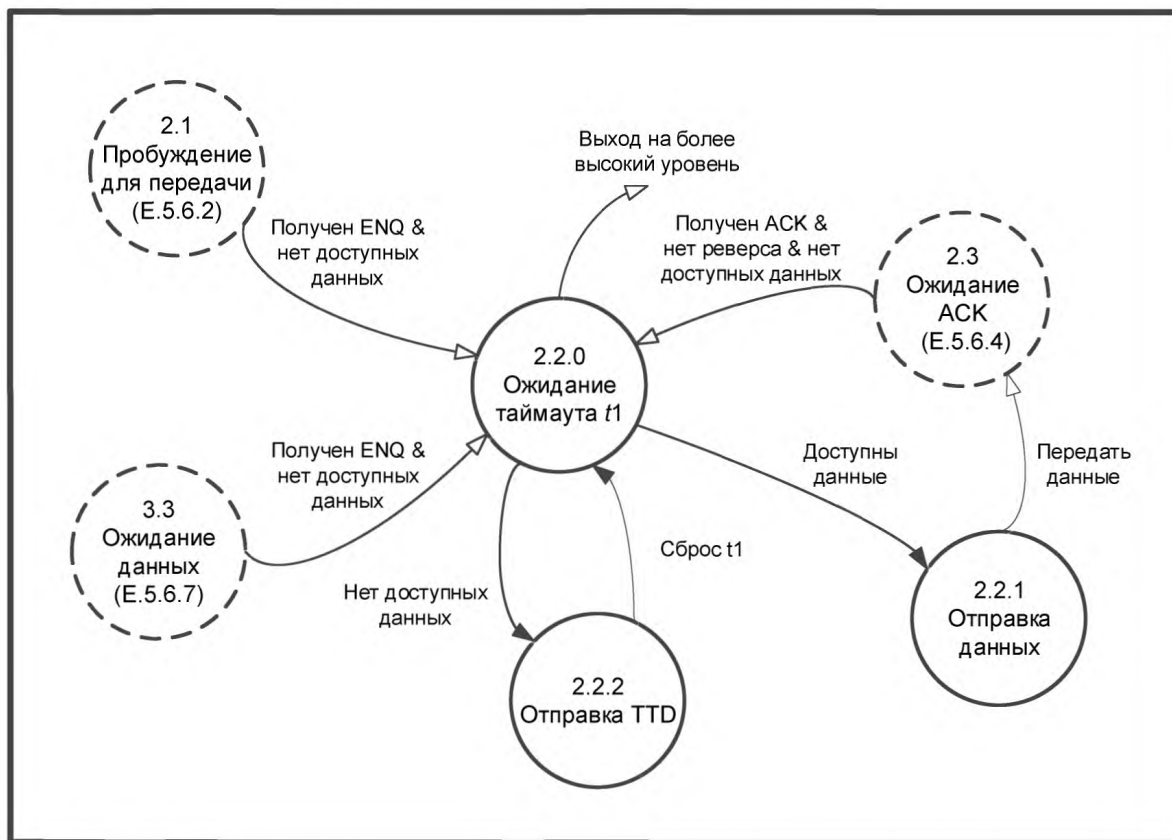 2.1
Пробуждение
для передачи
(E.5.6.2)
Выход на более
высокий уровень
Получен ENQ &
нет доступных
данных
Получен ACK &
нет реверса & нет
доступных данных
2.3
Ожидание
ACK
(E.5.6.4)
2.2.0
Ожидание
таймаута t1
Получен ENQ &
нет доступных
данных
Доступны
данные
Передать
данные
3.3
Ожидание
данных
(E.5.6.7)
Сброс t1
Нет доступных
данных
2.2.1
Отправка
данных
2.2.2
Отправка TTD